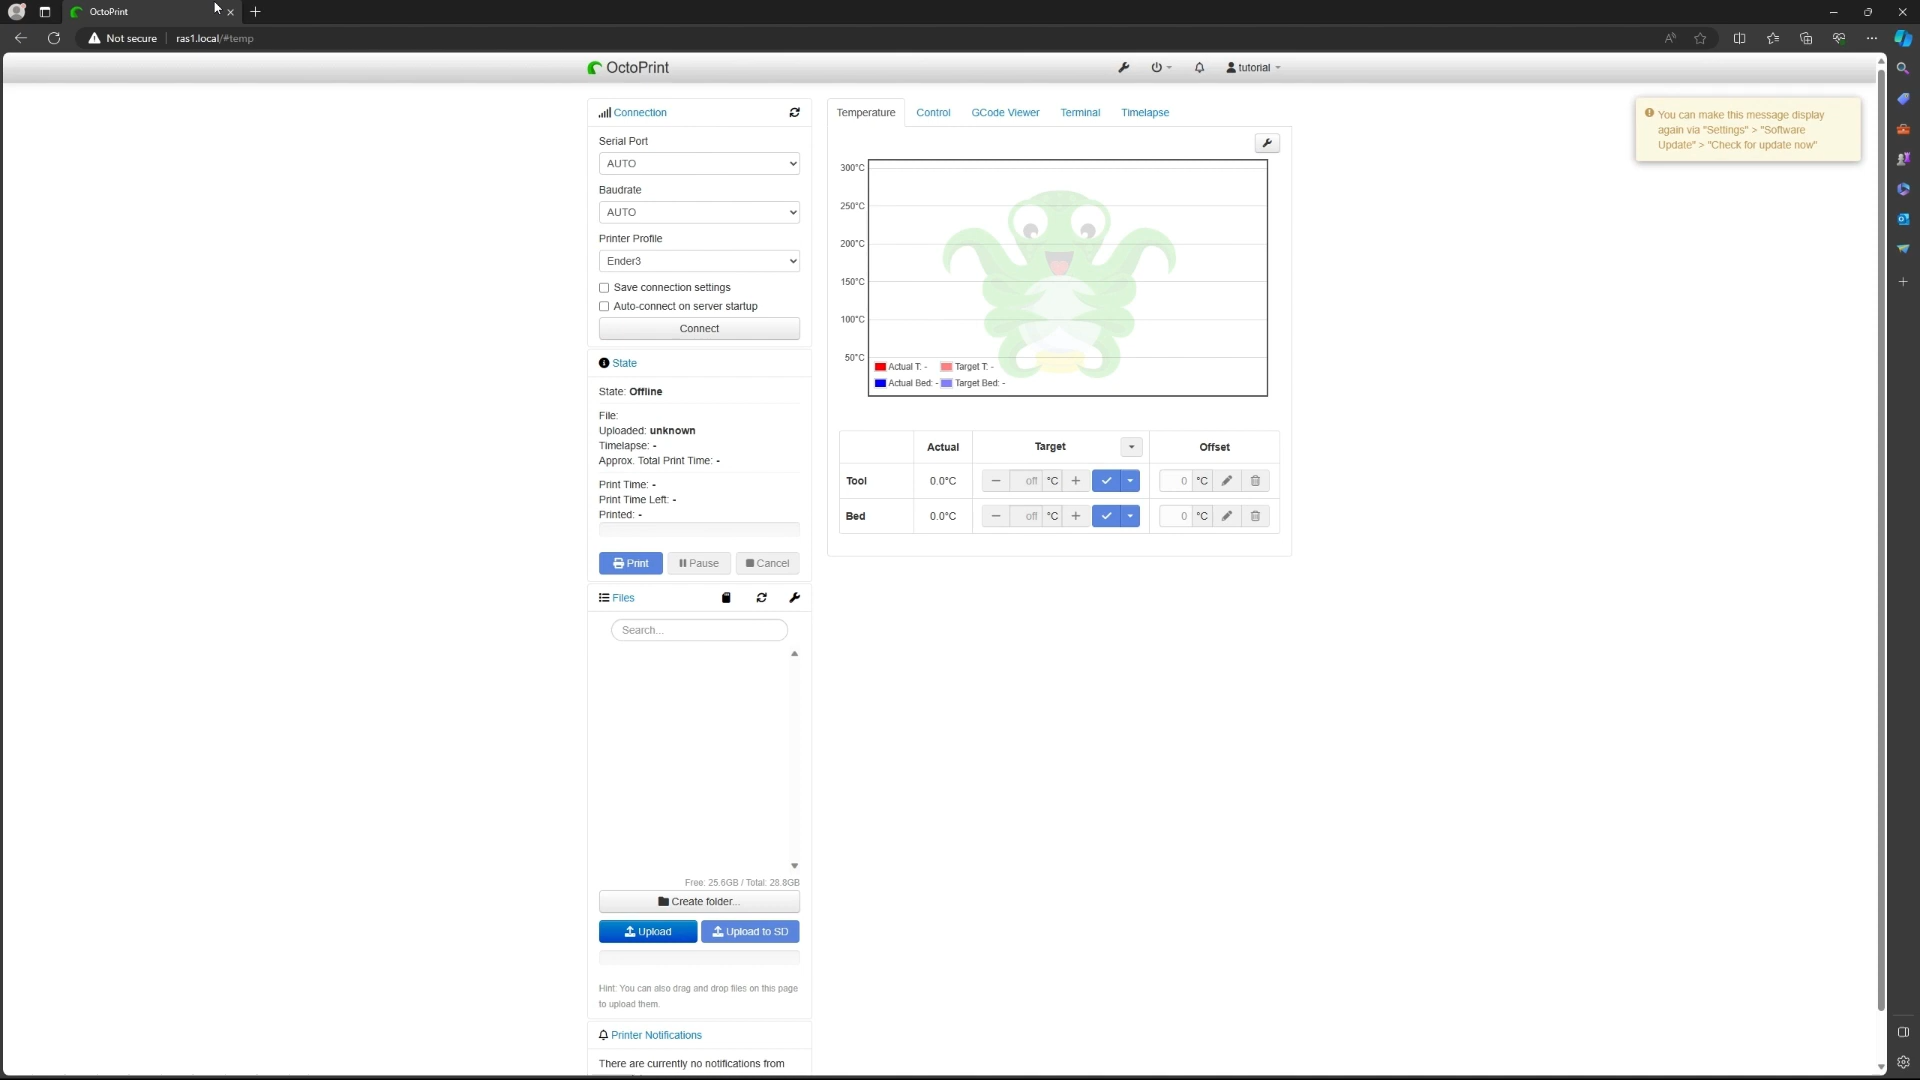 OctoPrint
Not secure
ras1.local/#temp
OctoPrint
tutorial
Connection
Serial Port
AUTO
Baudrate
AUTO
Printer Profile
Ender3
Save connection settings
Auto-connect on server startup
Connect
State
State: Offline
File:
Uploaded: unknown
Timelapse: -
Approx. Total Print Time: -
Print Time: -
Print Time Left: -
Printed: -
Print
Pause
Cancel
Files
Search...
Free: 25.6GB / Total: 28.8GB
Create folder...
Upload
Upload to SD
Hint: You can also drag and drop files on this page
to upload them.
Printer Notifications
There are currently no notifications from
Temperature
Control
GCode Viewer
Terminal
Timelapse
300°C
250°C
200°C
150°C
100°C
50°C
Actual T: -
Target T: -
Actual Bed: -
Target Bed: -
Actual
Target
Offset
Tool
0.0°C
off
°C
0
°C
Bed
0.0°C
off
°C
0
°C
You can make this message display
again via "Settings" > "Software
Update" > "Check for update now"